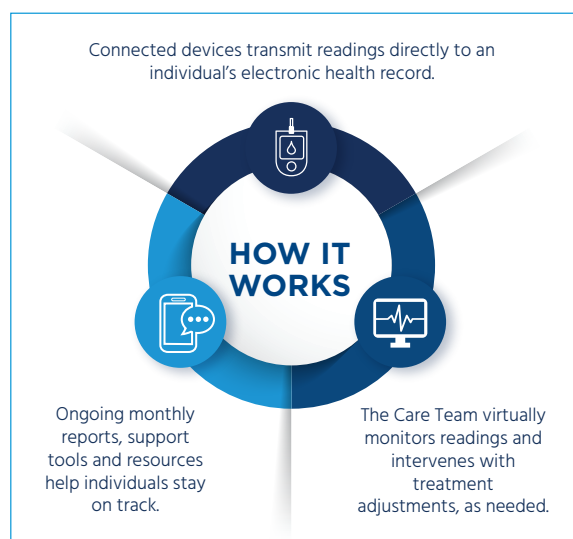 Connected devices transmit readings directly to an
individual’s electronic health record.
HOW IT
WORKS
Ongoing monthly
reports, support
tools and resources
help individuals stay
on track.
The Care Team virtually
monitors readings and
intervenes with
treatment
adjustments, as needed.